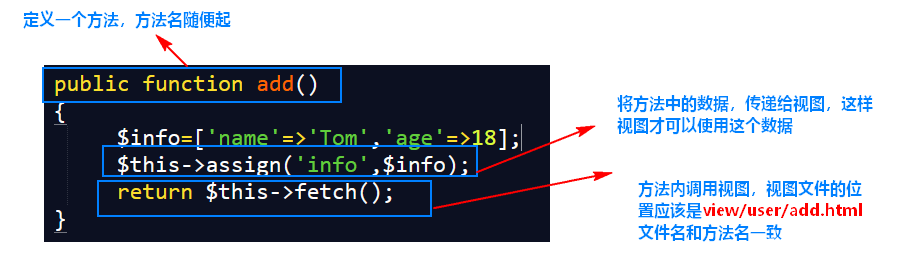 定义一个方法，方法名随便起
public function add()
{
$info=['name'=>'Tom','age'=>18];
$this->assign('info',$info);
return $this->fetch();
}
将方法中的数据，传递给视图，这样
视图才可以使用这个数据
方法内调用视图，视图文件的位
置应该是view/user/add.html
文件名和方法名一致